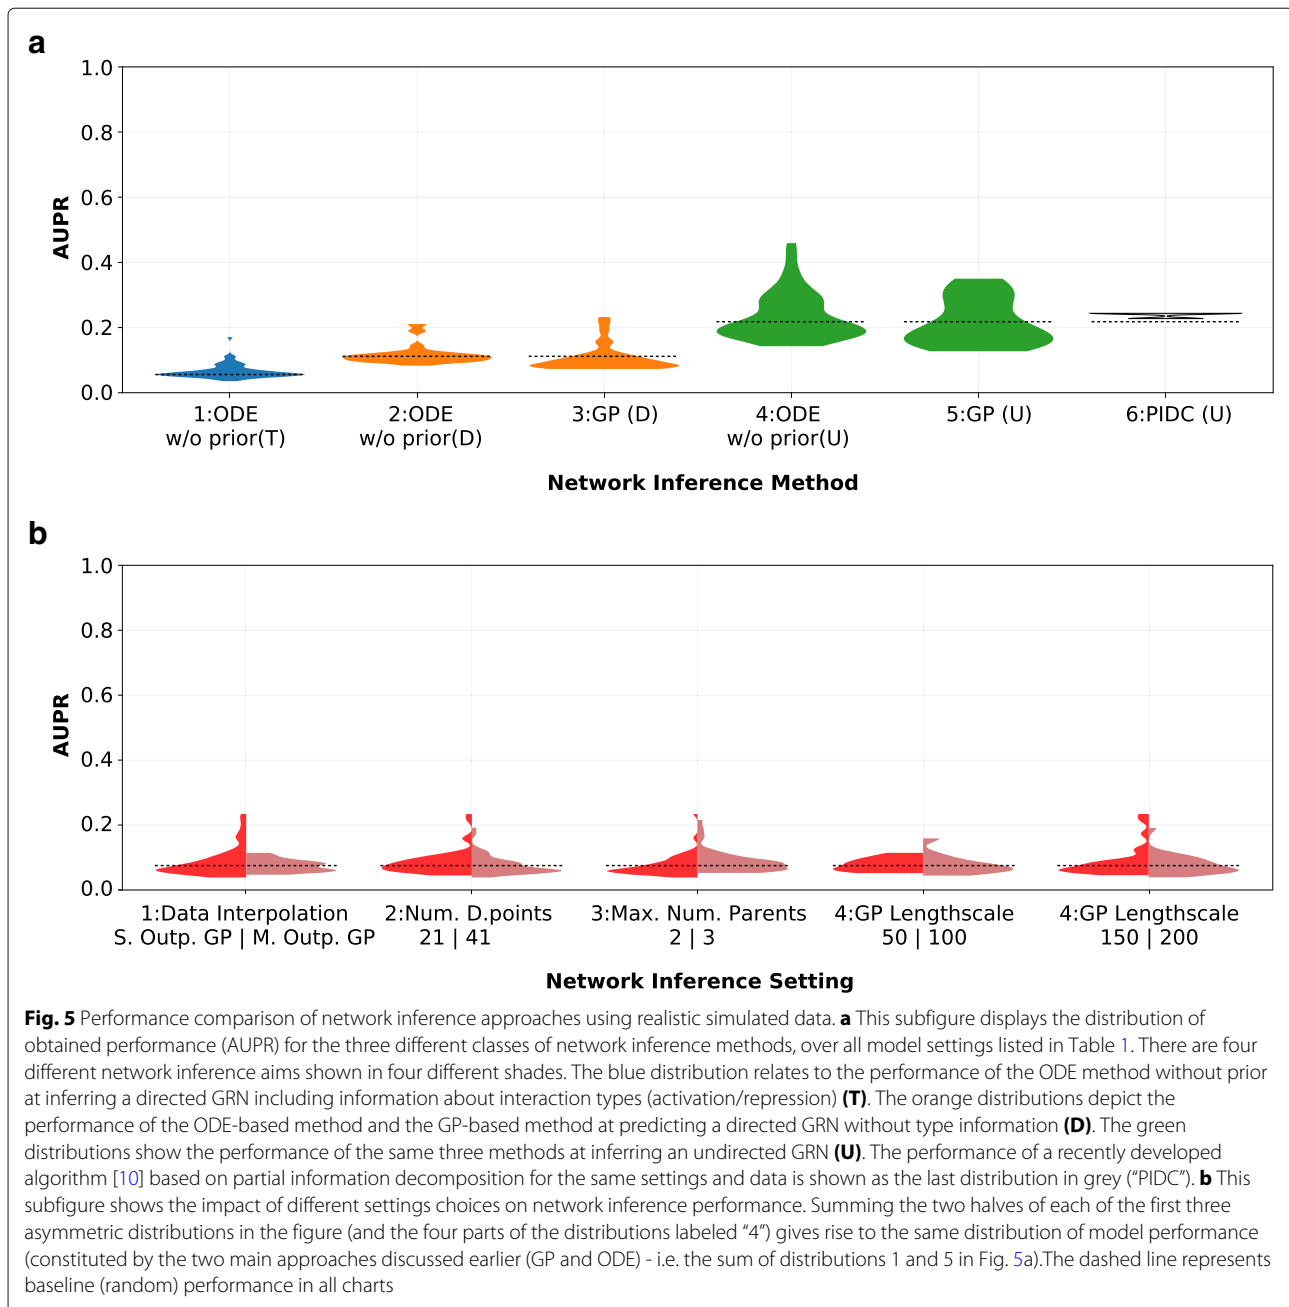 a
1.0
0.8
0.6
0.4
0.2
0.0
AUPR
1:ODE
w/o prior(T)
2:ODE
w/o prior(D)
3:GP (D)
4:ODE
w/o prior(U)
5:GP (U)
6:PIDC (U)
Network Inference Method
b
1.0
0.8
0.6
0.4
0.2
0.0
AUPR
1:Data Interpolation
S. Outp. GP | M. Outp. GP
2:Num. D.points
21 | 41
3:Max. Num. Parents
2 | 3
4:GP Lengthscale
50 | 100
4:GP Lengthscale
150 | 200
Network Inference Setting
Fig. 5 Performance comparison of network inference approaches using realistic simulated data. a This subfigure displays the distribution of
obtained performance (AUPR) for the three different classes of network inference methods, over all model settings listed in Table 1. There are four
different network inference aims shown in four different shades. The blue distribution relates to the performance of the ODE method without prior
at inferring a directed GRN including information about interaction types (activation/repression) (T). The orange distributions depict the
performance of the ODE-based method and the GP-based method at predicting a directed GRN without type information (D). The green
distributions show the performance of the same three methods at inferring an undirected GRN (U). The performance of a recently developed
algorithm [10] based on partial information decomposition for the same settings and data is shown as the last distribution in grey (“PIDC”). b This
subfigure shows the impact of different settings choices on network inference performance. Summing the two halves of each of the first three
asymmetric distributions in the figure (and the four parts of the distributions labeled “4”) gives rise to the same distribution of model performance
(constituted by the two main approaches discussed earlier (GP and ODE) - i.e. the sum of distributions 1 and 5 in Fig. 5a).The dashed line represents
baseline (random) performance in all charts